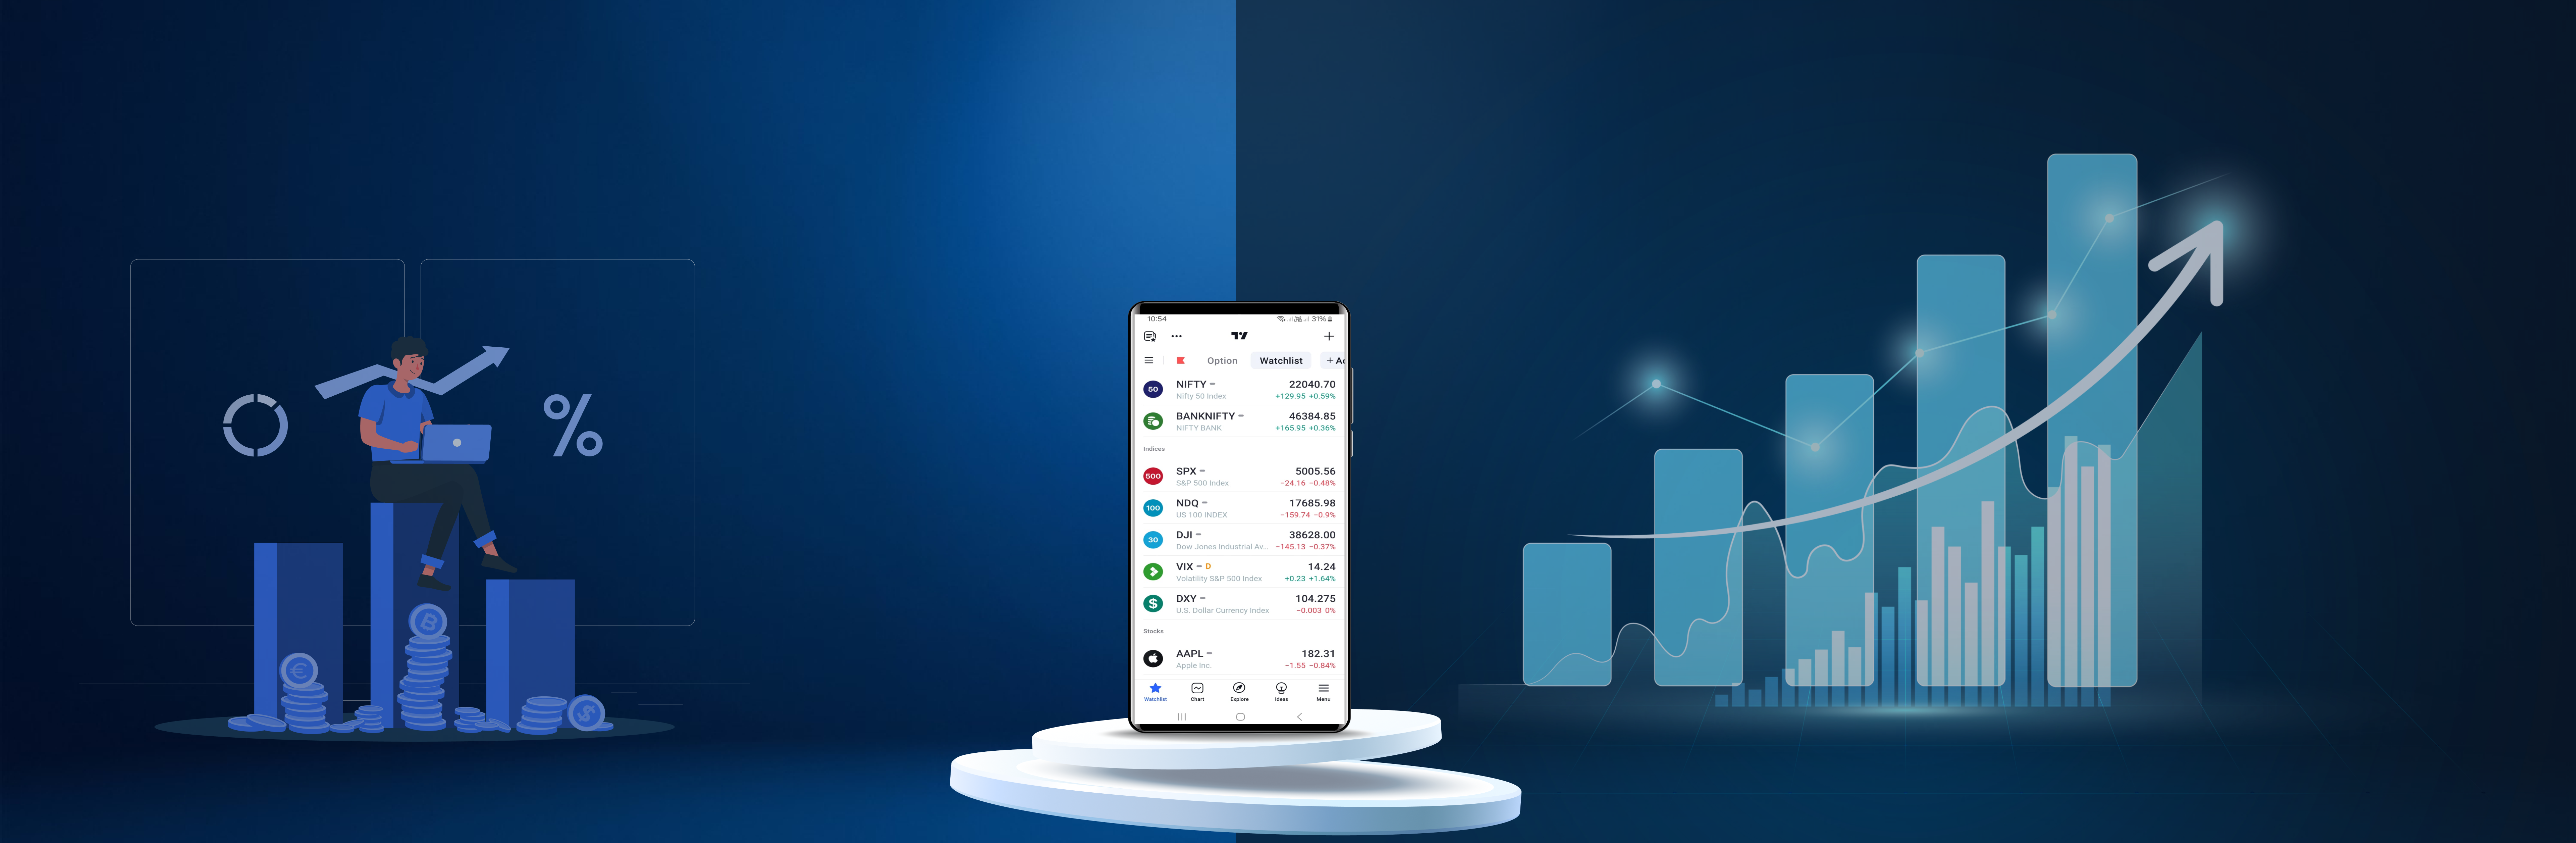 10:54 31%
Option Watchlist + Ad
50 NIFTY 22040.70
Nifty 50 Index +129.95 +0.59%
BANKNIFTY 46384.85
NIFTY BANK +165.95 +0.36%
Indices
500 SPX 5005.56
S&P 500 Index −24.16 −0.48%
100 NDQ 17685.98
US 100 INDEX −159.74 −0.9%
30 DJI 38628.00
Dow Jones Industrial Av... −145.13 −0.37%
VIX D 14.24
Volatility S&P 500 Index +0.23 +1.64%
$ DXY 104.275
U.S. Dollar Currency Index −0.003 0%
Stocks
AAPL 182.31
Apple Inc. −1.55 −0.84%
Watchlist Chart Explore Ideas Menu
%
€
B
$